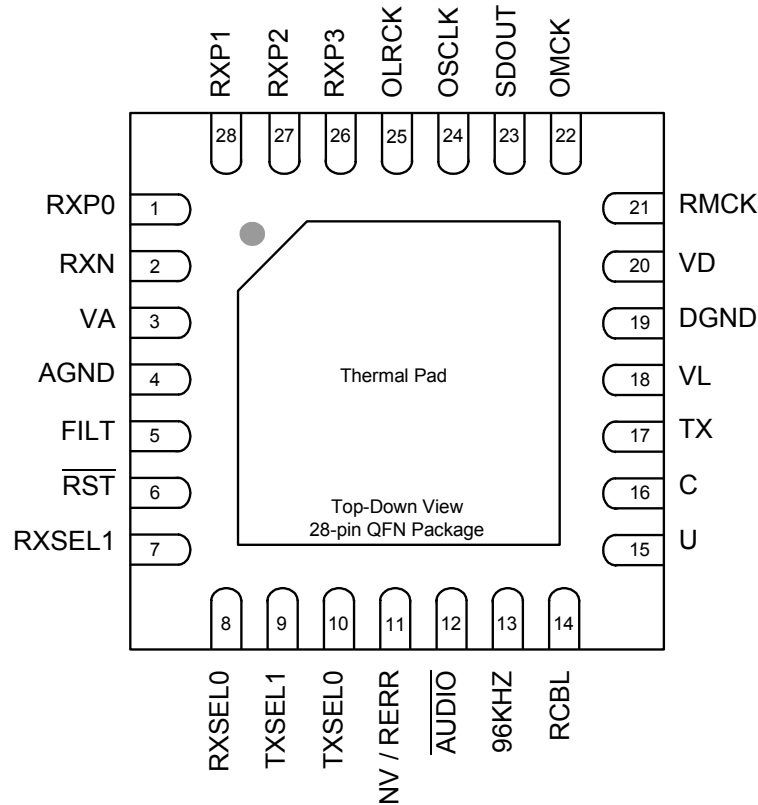 RXP1
RXP2
RXP3
OLRCK
OSCLK
SDOUT
OMCK
28
27
26
25
24
23
22
RXP0 1
RXN 2
VA 3
AGND 4
FILT 5
RST 6
RXSEL1 7
21 RMCK
20 VD
19 DGND
18 VL
17 TX
16 C
15 U
Thermal Pad
Top-Down View
28-pin QFN Package
8
9
10
11
12
13
14
RXSEL0
TXSEL1
TXSEL0
NV / RERR
AUDIO
96KHZ
RCBL